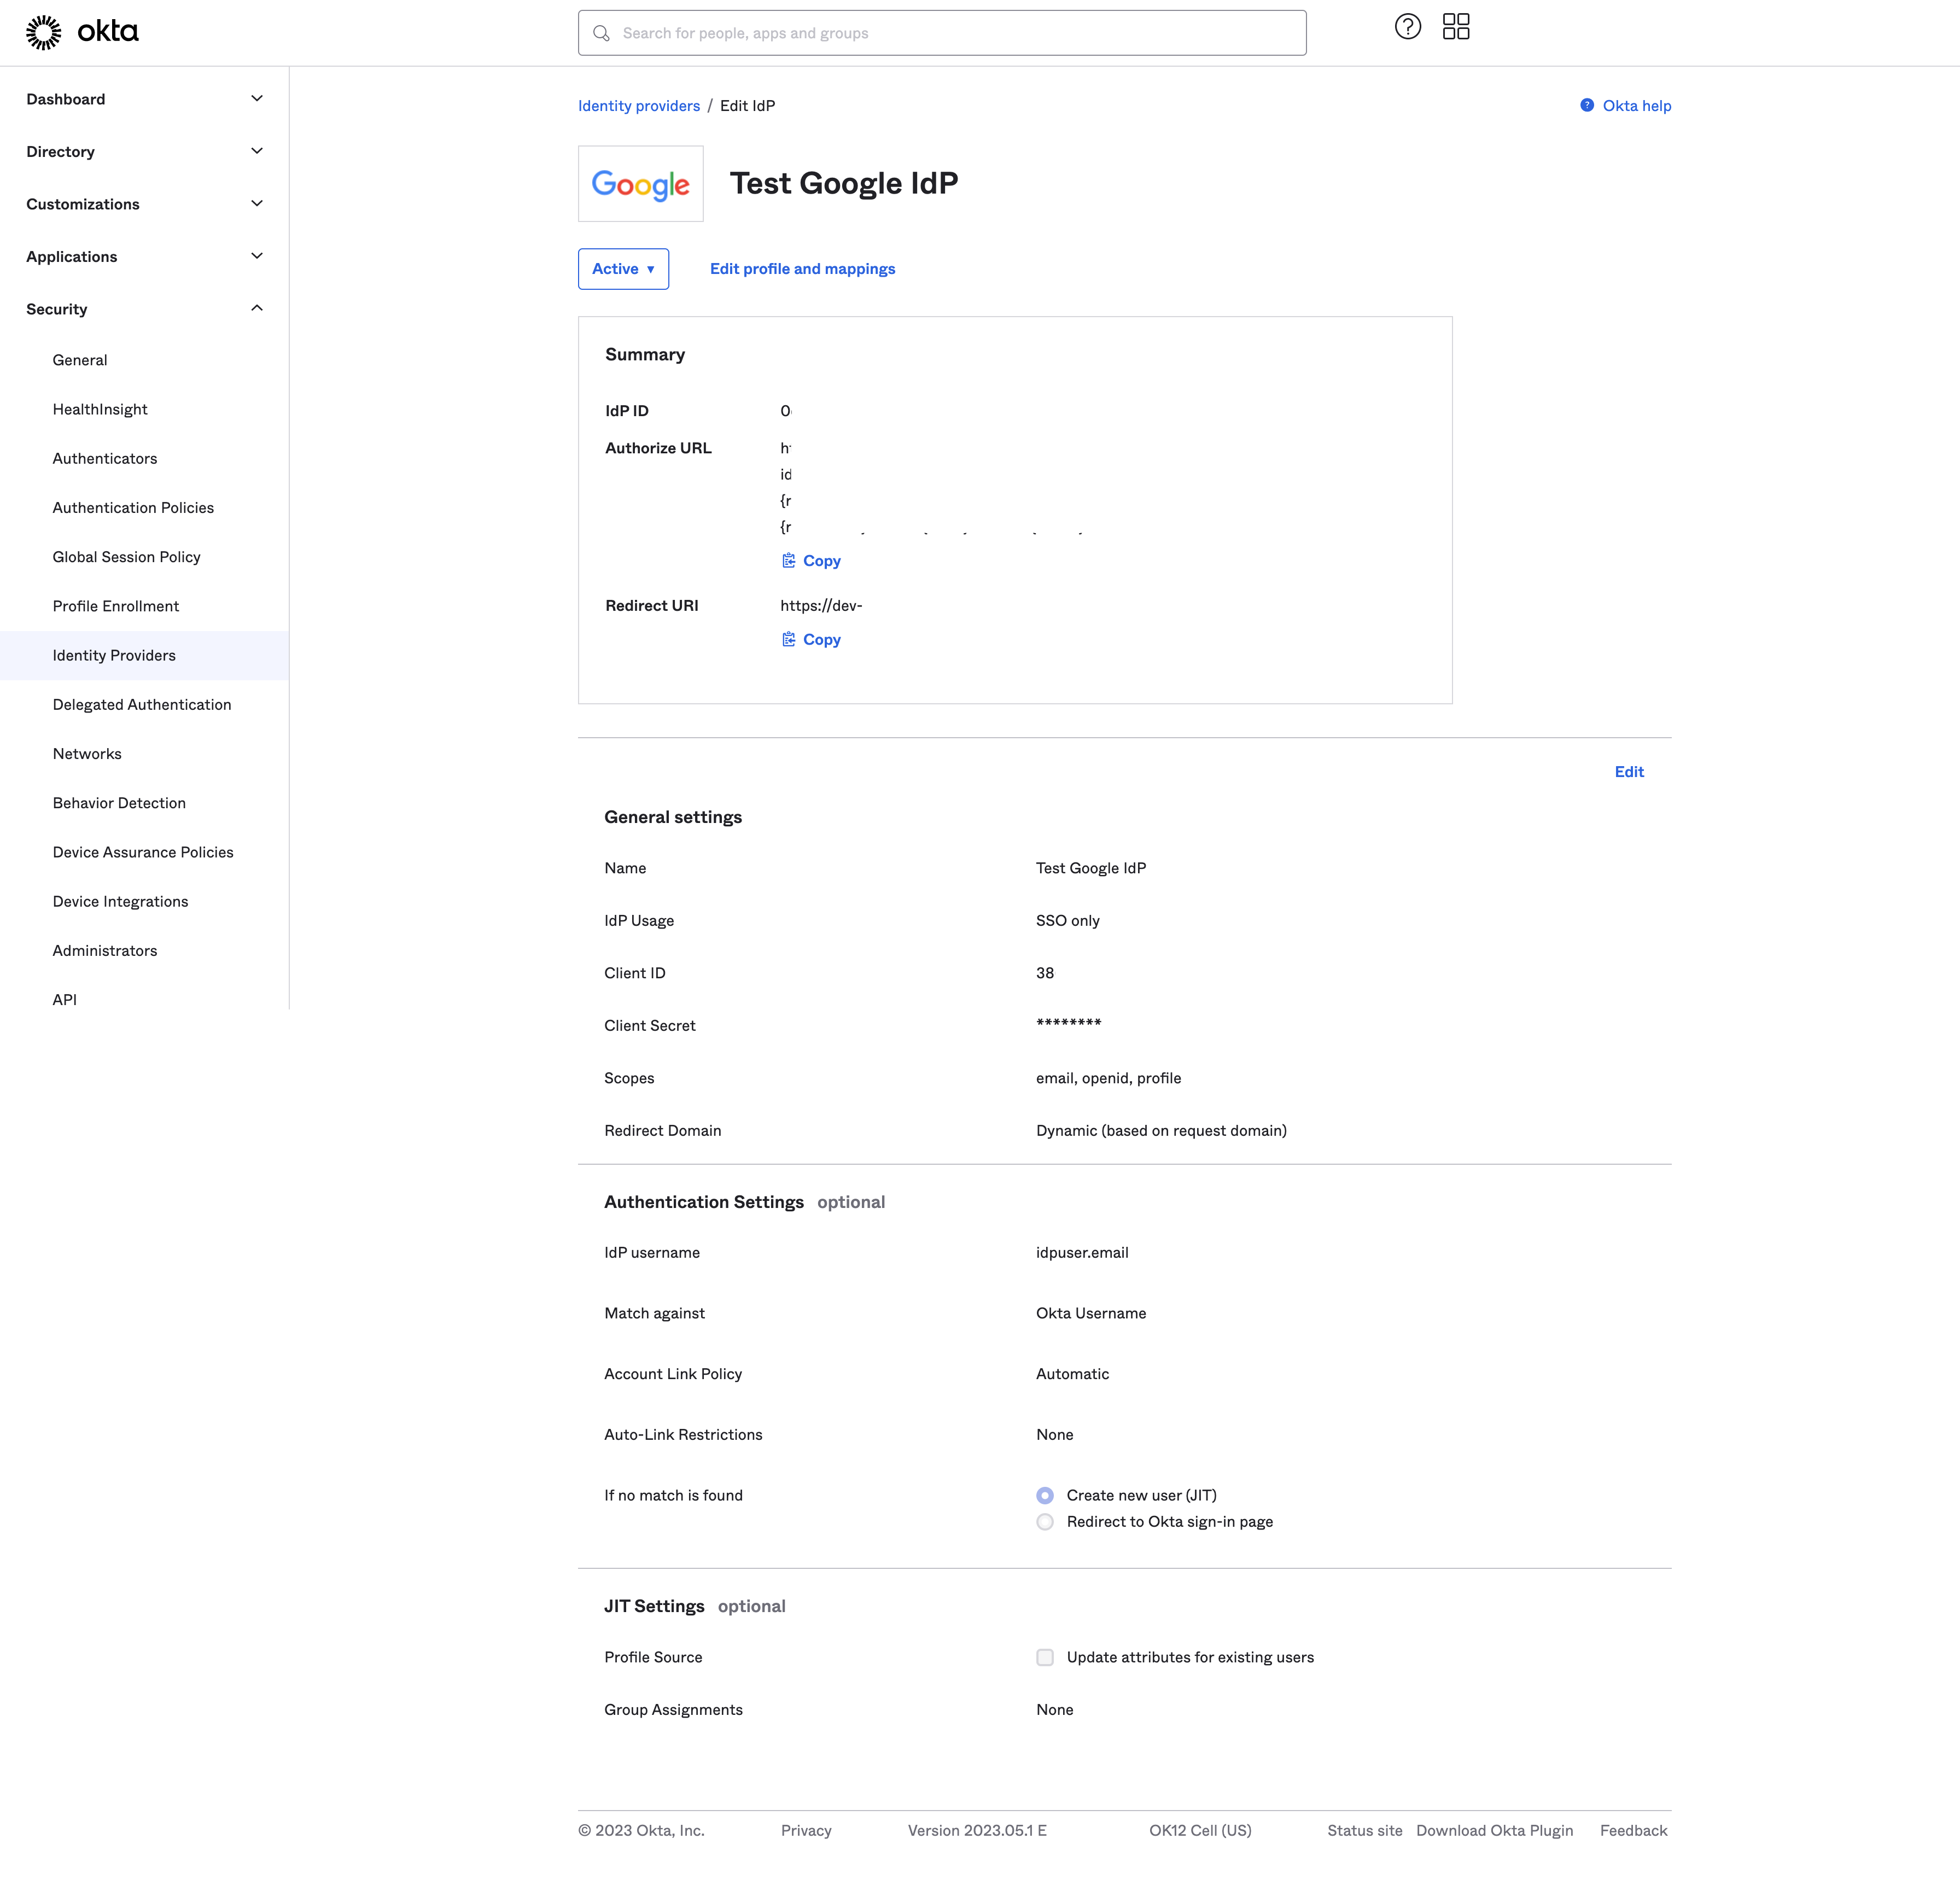 okta
Search for people, apps and groups
Dashboard
Directory
Customizations
Applications
Security
General
HealthInsight
Authenticators
Authentication Policies
Global Session Policy
Profile Enrollment
Identity Providers
Delegated Authentication
Networks
Behavior Detection
Device Assurance Policies
Device Integrations
Administrators
API
Identity providers / Edit IdP
Okta help
Google
Test Google IdP
Active ▼ Edit profile and mappings
Summary
IdP ID
Authorize URL
id
{r
{r
Copy
Redirect URI https://dev-
Copy
Edit
General settings
Name Test Google IdP
IdP Usage SSO only
Client ID 38
Client Secret ********
Scopes email, openid, profile
Redirect Domain Dynamic (based on request domain)
Authentication Settings optional
IdP username idpuser.email
Match against Okta Username
Account Link Policy Automatic
Auto-Link Restrictions None
If no match is found Create new user (JIT)
Redirect to Okta sign-in page
JIT Settings optional
Profile Source Update attributes for existing users
Group Assignments None
© 2023 Okta, Inc. Privacy Version 2023.05.1 E OK12 Cell (US) Status site Download Okta Plugin Feedback